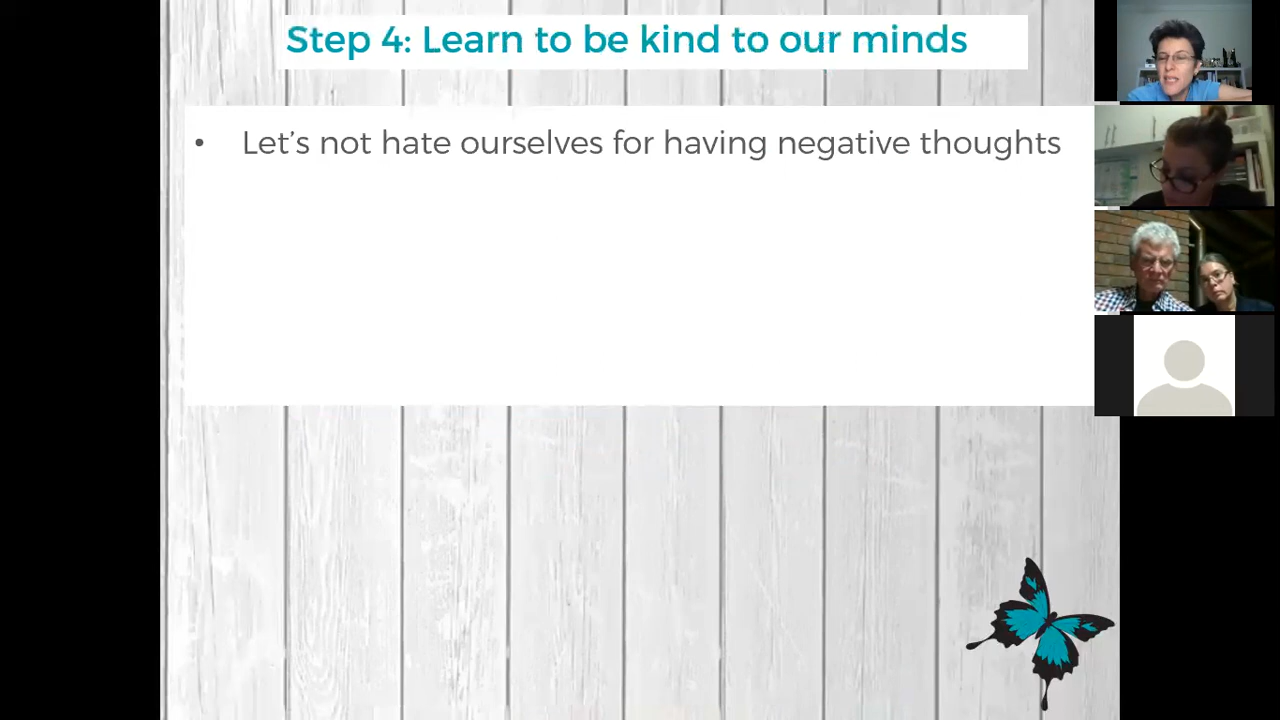 Step 4: Learn to be kind to our minds
• Let's not hate ourselves for having negative thoughts